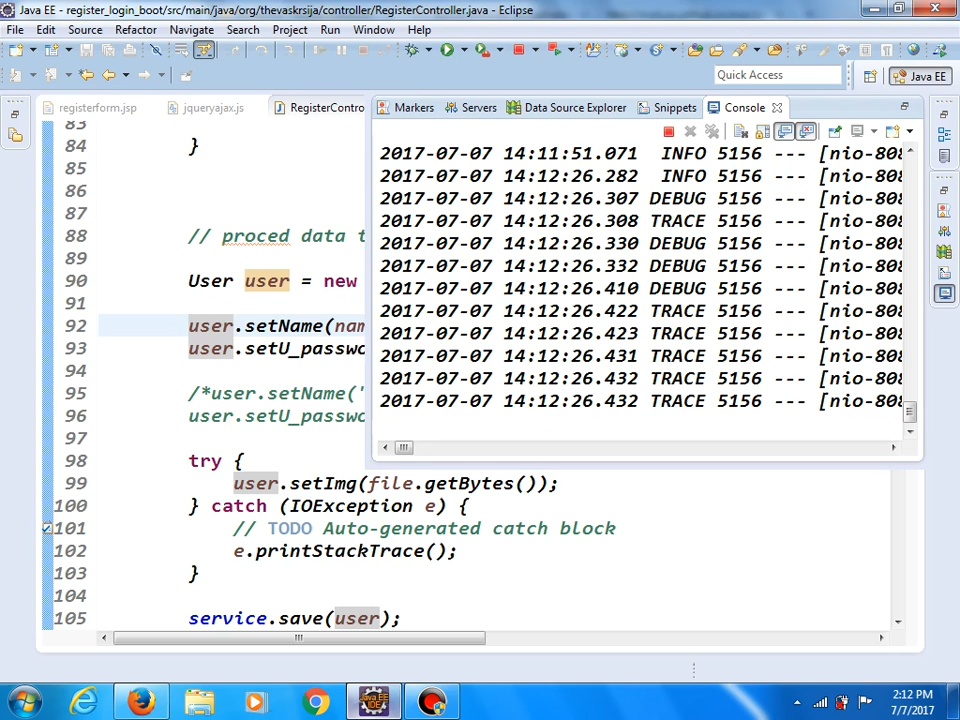 Java EE - register_login_boot/src/main/java/org/thevaskrsija/controller/RegisterController.java - Eclipse
File Edit Source Refactor Navigate Search Project Run Window Help
Quick Access
Java EE
registerform.jsp jqueryajax.js RegisterContro
Markers Servers Data Source Explorer Snippets Console
2017-07-07 14:11:51.071 INFO 5156 --- [nio-808
2017-07-07 14:12:26.282 INFO 5156 --- [nio-808
2017-07-07 14:12:26.307 DEBUG 5156 --- [nio-808
2017-07-07 14:12:26.308 TRACE 5156 --- [nio-808
2017-07-07 14:12:26.330 DEBUG 5156 --- [nio-808
2017-07-07 14:12:26.332 DEBUG 5156 --- [nio-808
2017-07-07 14:12:26.410 DEBUG 5156 --- [nio-808
2017-07-07 14:12:26.422 TRACE 5156 --- [nio-808
2017-07-07 14:12:26.423 TRACE 5156 --- [nio-808
2017-07-07 14:12:26.431 TRACE 5156 --- [nio-808
2017-07-07 14:12:26.432 TRACE 5156 --- [nio-808
2017-07-07 14:12:26.432 TRACE 5156 --- [nio-808
83
84 }
85
86
87
88 // proced data t
89
90 User user = new
91
92 user.setName(nam
93 user.setU_passwo
94
95 /*user.setName("
96 user.setU_passwo
97
98 try {
99 user.setImg(file.getBytes());
100 } catch (IOException e) {
101 // TODO Auto-generated catch block
102 e.printStackTrace();
103 }
104
105 service.save(user);
Java EE
IDE
2:12 PM
7/7/2017